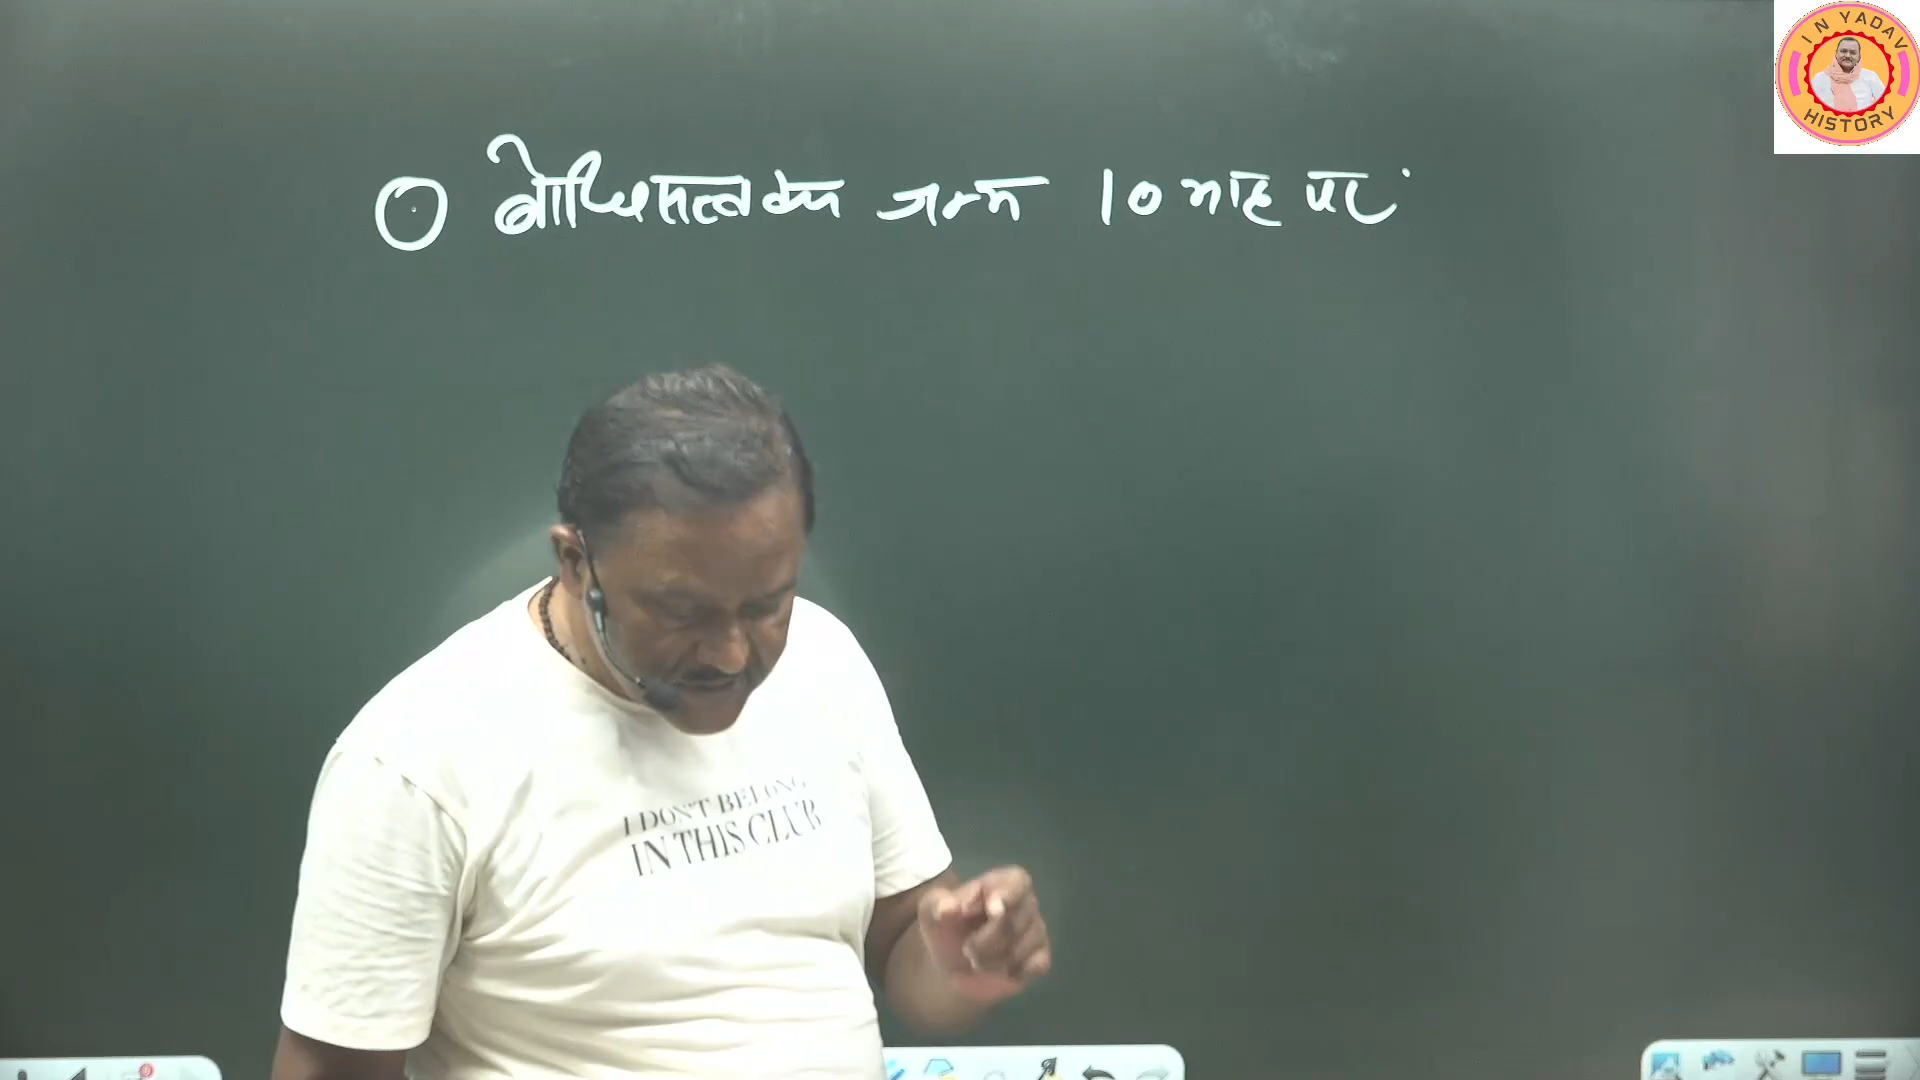 बोधिसत्व का जन्म 10 माह पर
I N YADAV
HISTORY
I DON'T BELONG
IN THIS CLUB